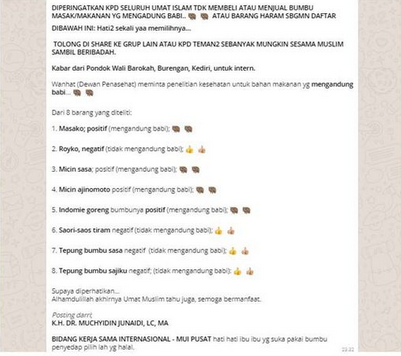 DIPERINGATKAN KPD SELURUH UMAT ISLAM TDK MEMBELI ATAU MENJUAL BUMBU
MASAK/MAKANAN YG MENGADUNG BABI.. 🐗 🐗 ATAU BARANG HARAM SBGMN DAFTAR
DIBAWAH INI: Hati2 sekali yaa memilihnya...
TOLONG DI SHARE KE GRUP LAIN ATAU KPD TEMAN2 SEBANYAK MUNGKIN SESAMA MUSLIM
SAMBIL BERIBADAH.
Kabar dari Pondok Wali Barokah, Burengan, Kediri, untuk intern.
Wanhat (Dewan Penasehat) meminta penelitian kesehatan untuk bahan makanan yg mengandung
babi... 🐗 🐗
Dari 8 barang yang diteliti:
1. Masako; positif (mengandung babi); 🐗 🐗
2. Royko, negatif (tidak mengandung babi); 👍 👍
3. Micin sasa; positif (mengandung babi); 🐗 🐗
4. Micin ajinomoto positif (mengandung babi); 🐗 🐗
5. Indomie goreng bumbunya positif (mengandung babi); 🐗 🐗
6. Saori-saos tiram negatif (tidak mengandung babi); 👍 👍
7. Tepung bumbu sasa negatif (tidak mengandung babi); 👍 👍
8. Tepung bumbu sajiku negatif; (tidak mengandung babi); 👍 👍
Supaya diperhatikan...
Alhamdulillah akhirnya Umat Muslim tahu juga, semoga bermanfaat.
Posting darri;
K.H. DR. MUCHYIDIN JUNAIDI, LC, MA
BIDANG KERJA SAMA INTERNASIONAL - MUI PUSAT hati hati ibu ibu yg suka pakai bumbu
penyedap pilih lah yg halal.